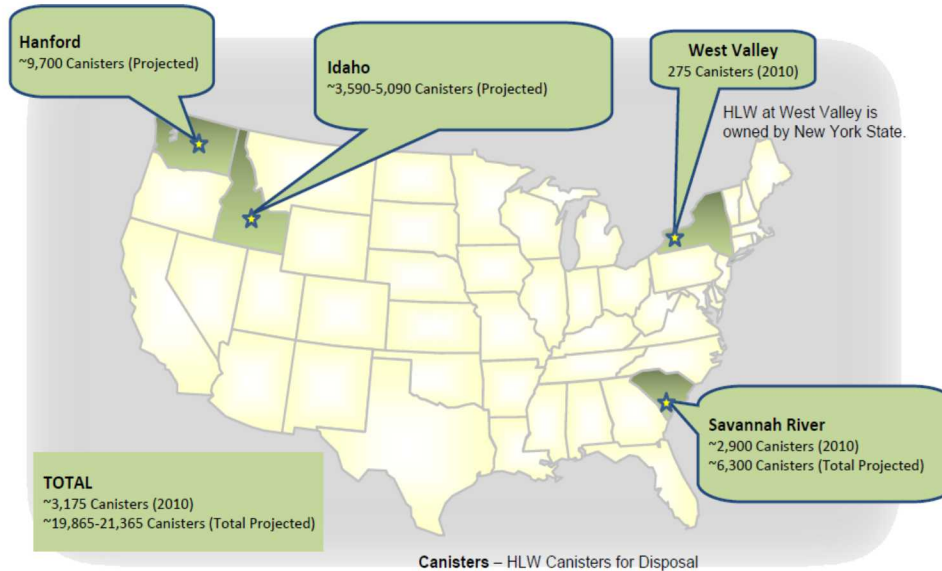 Hanford
~9,700 Canisters (Projected)
Idaho
~3,590-5,090 Canisters (Projected)
West Valley
275 Canisters (2010)
HLW at West Valley is
owned by New York State.
Savannah River
~2,900 Canisters (2010)
~6,300 Canisters (Total Projected)
TOTAL
~3,175 Canisters (2010)
~19,865-21,365 Canisters (Total Projected)
Canisters – HLW Canisters for Disposal